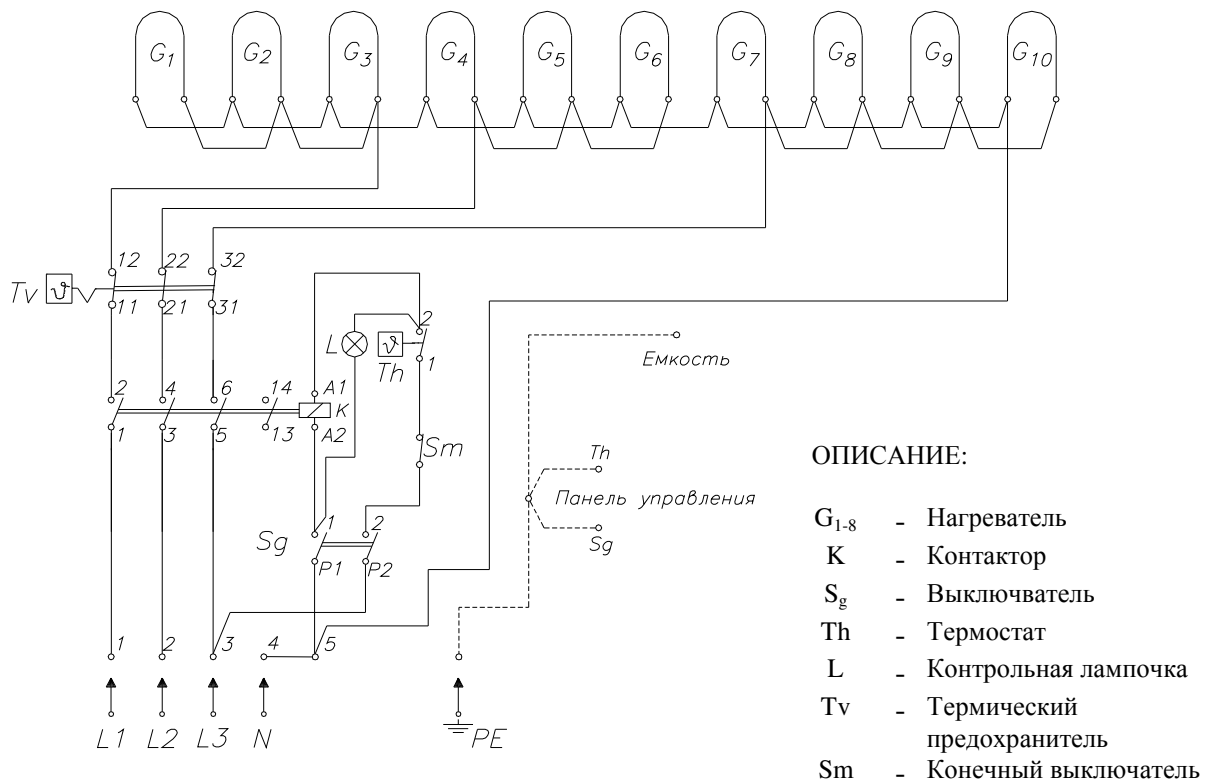 G1 G2 G3 G4 G5 G6 G7 G8 G9 G10
12 22 32
Tv ϑ
11 21 31
2
L ϑ
Th 1
2 4 6 14 A1
K
1 3 5 13 A2
Sm
Sg 1 2
P1 P2
1 2 3 4 5
L1 L2 L3 N PE
Емкость
Th
Панель управления
Sg
ОПИСАНИЕ:
G1-8 - Нагреватель
K - Контактор
Sg - Выключватель
Th - Термостат
L - Контрольная лампочка
Tv - Термический
предохранитель
Sm - Конечный выключатель